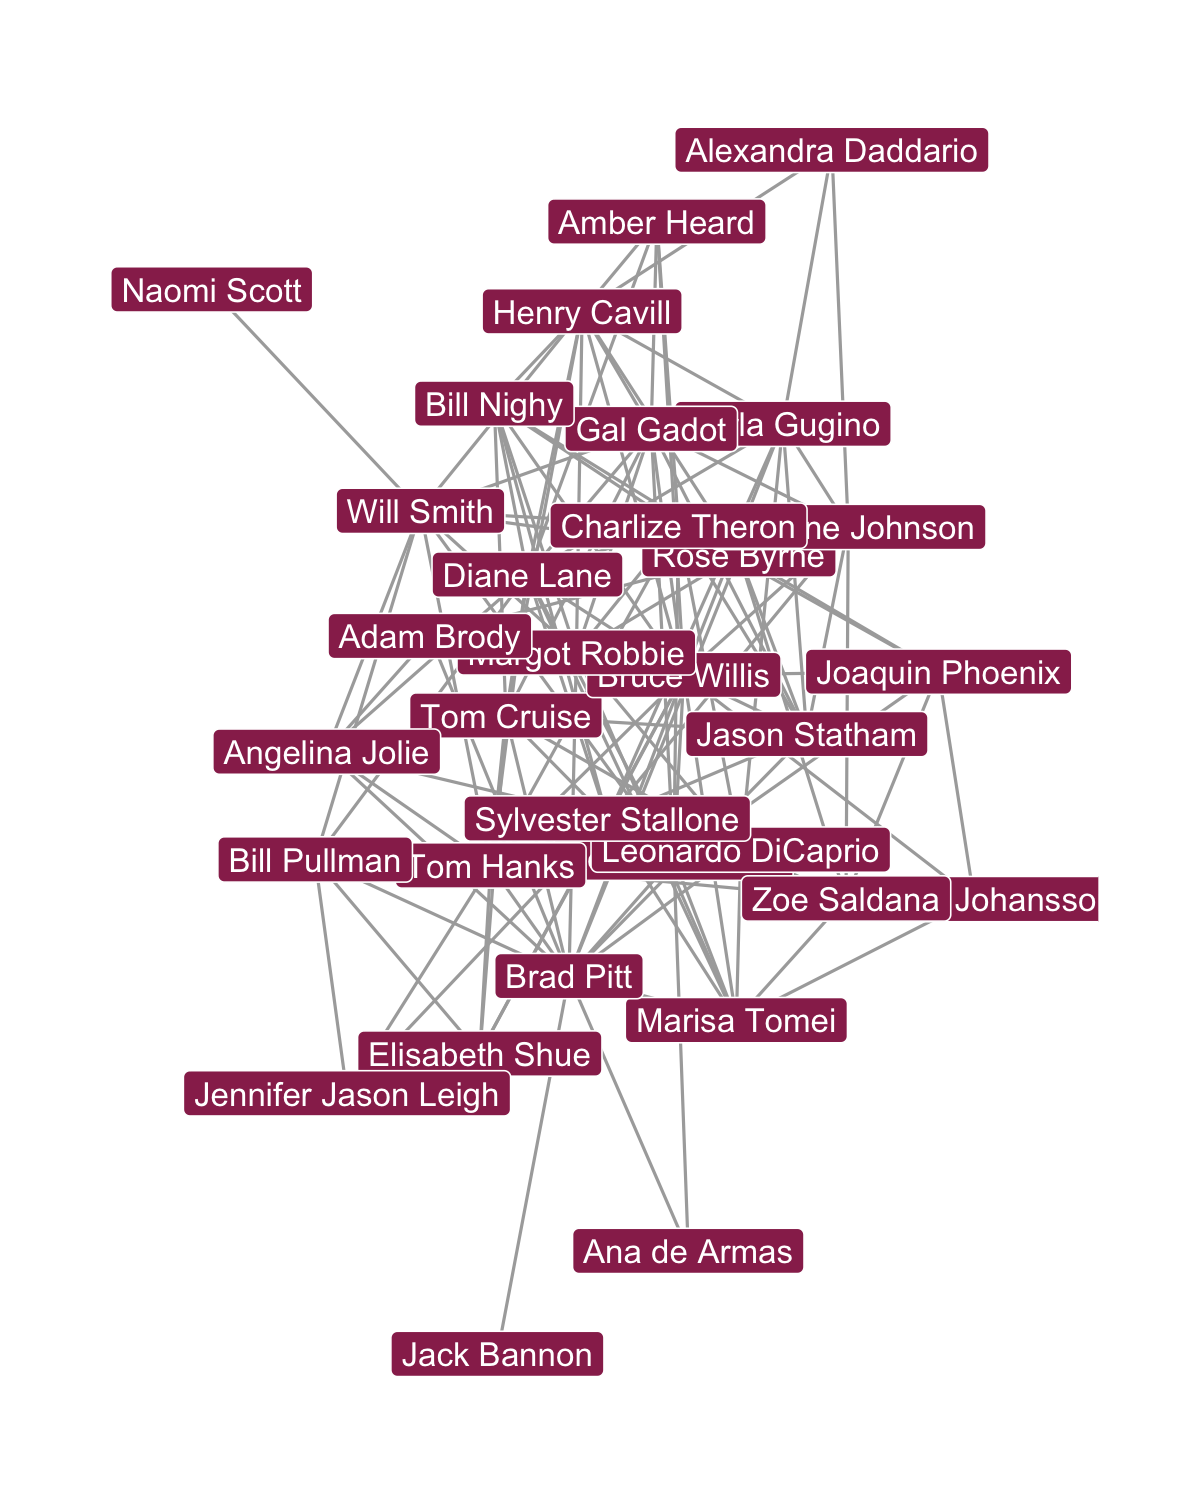 Alexandra Daddario
Amber Heard
Naomi Scott
Henry Cavill
Bill Nighy
Gal Gadot
la Gugino
Will Smith
Charlize Theron
ne Johnson
Rose Byrne
Diane Lane
Adam Brody
Margot Robbie
Bruce Willis
Joaquin Phoenix
Tom Cruise
Jason Statham
Angelina Jolie
Sylvester Stallone
Leonardo DiCaprio
Bill Pullman
Tom Hanks
Zoe Saldana
Johansso
Brad Pitt
Marisa Tomei
Elisabeth Shue
Jennifer Jason Leigh
Ana de Armas
Jack Bannon